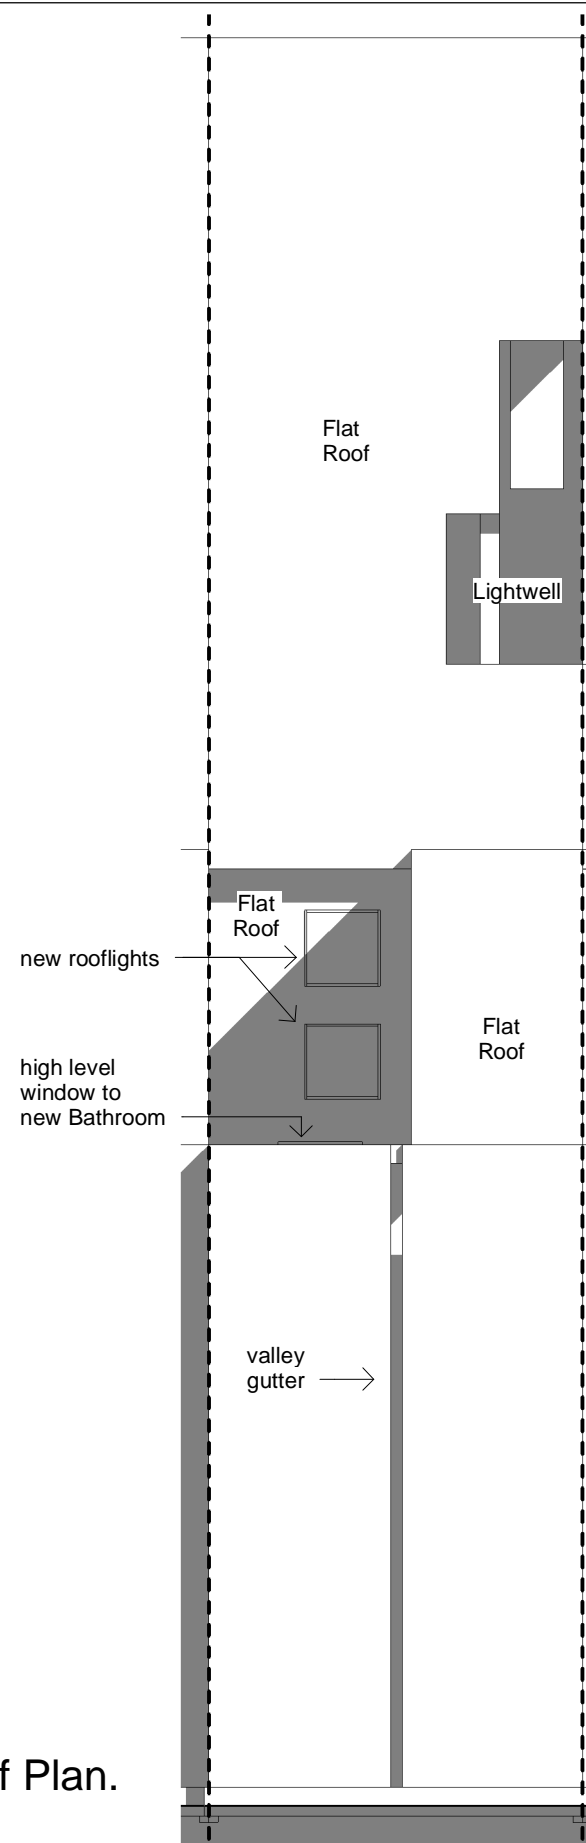 Flat
Roof
Lightwell
Flat
Roof
new rooflights
Flat
Roof
high level
window to
new Bathroom
valley
gutter
f Plan.